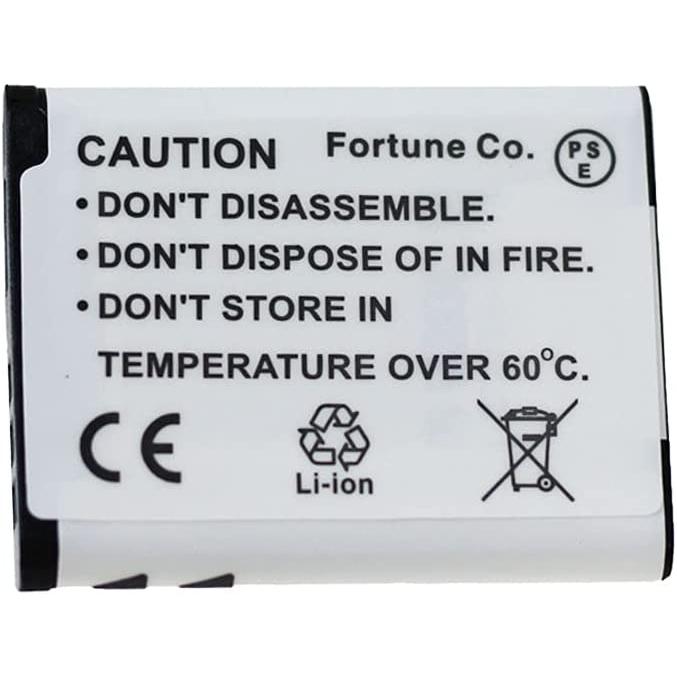 CAUTION
Fortune Co.
PS
E
•DON'T DISASSEMBLE.
•DON'T DISPOSE OF IN FIRE.
•DON'T STORE IN
TEMPERATURE OVER 60°C.
CE
Li-ion